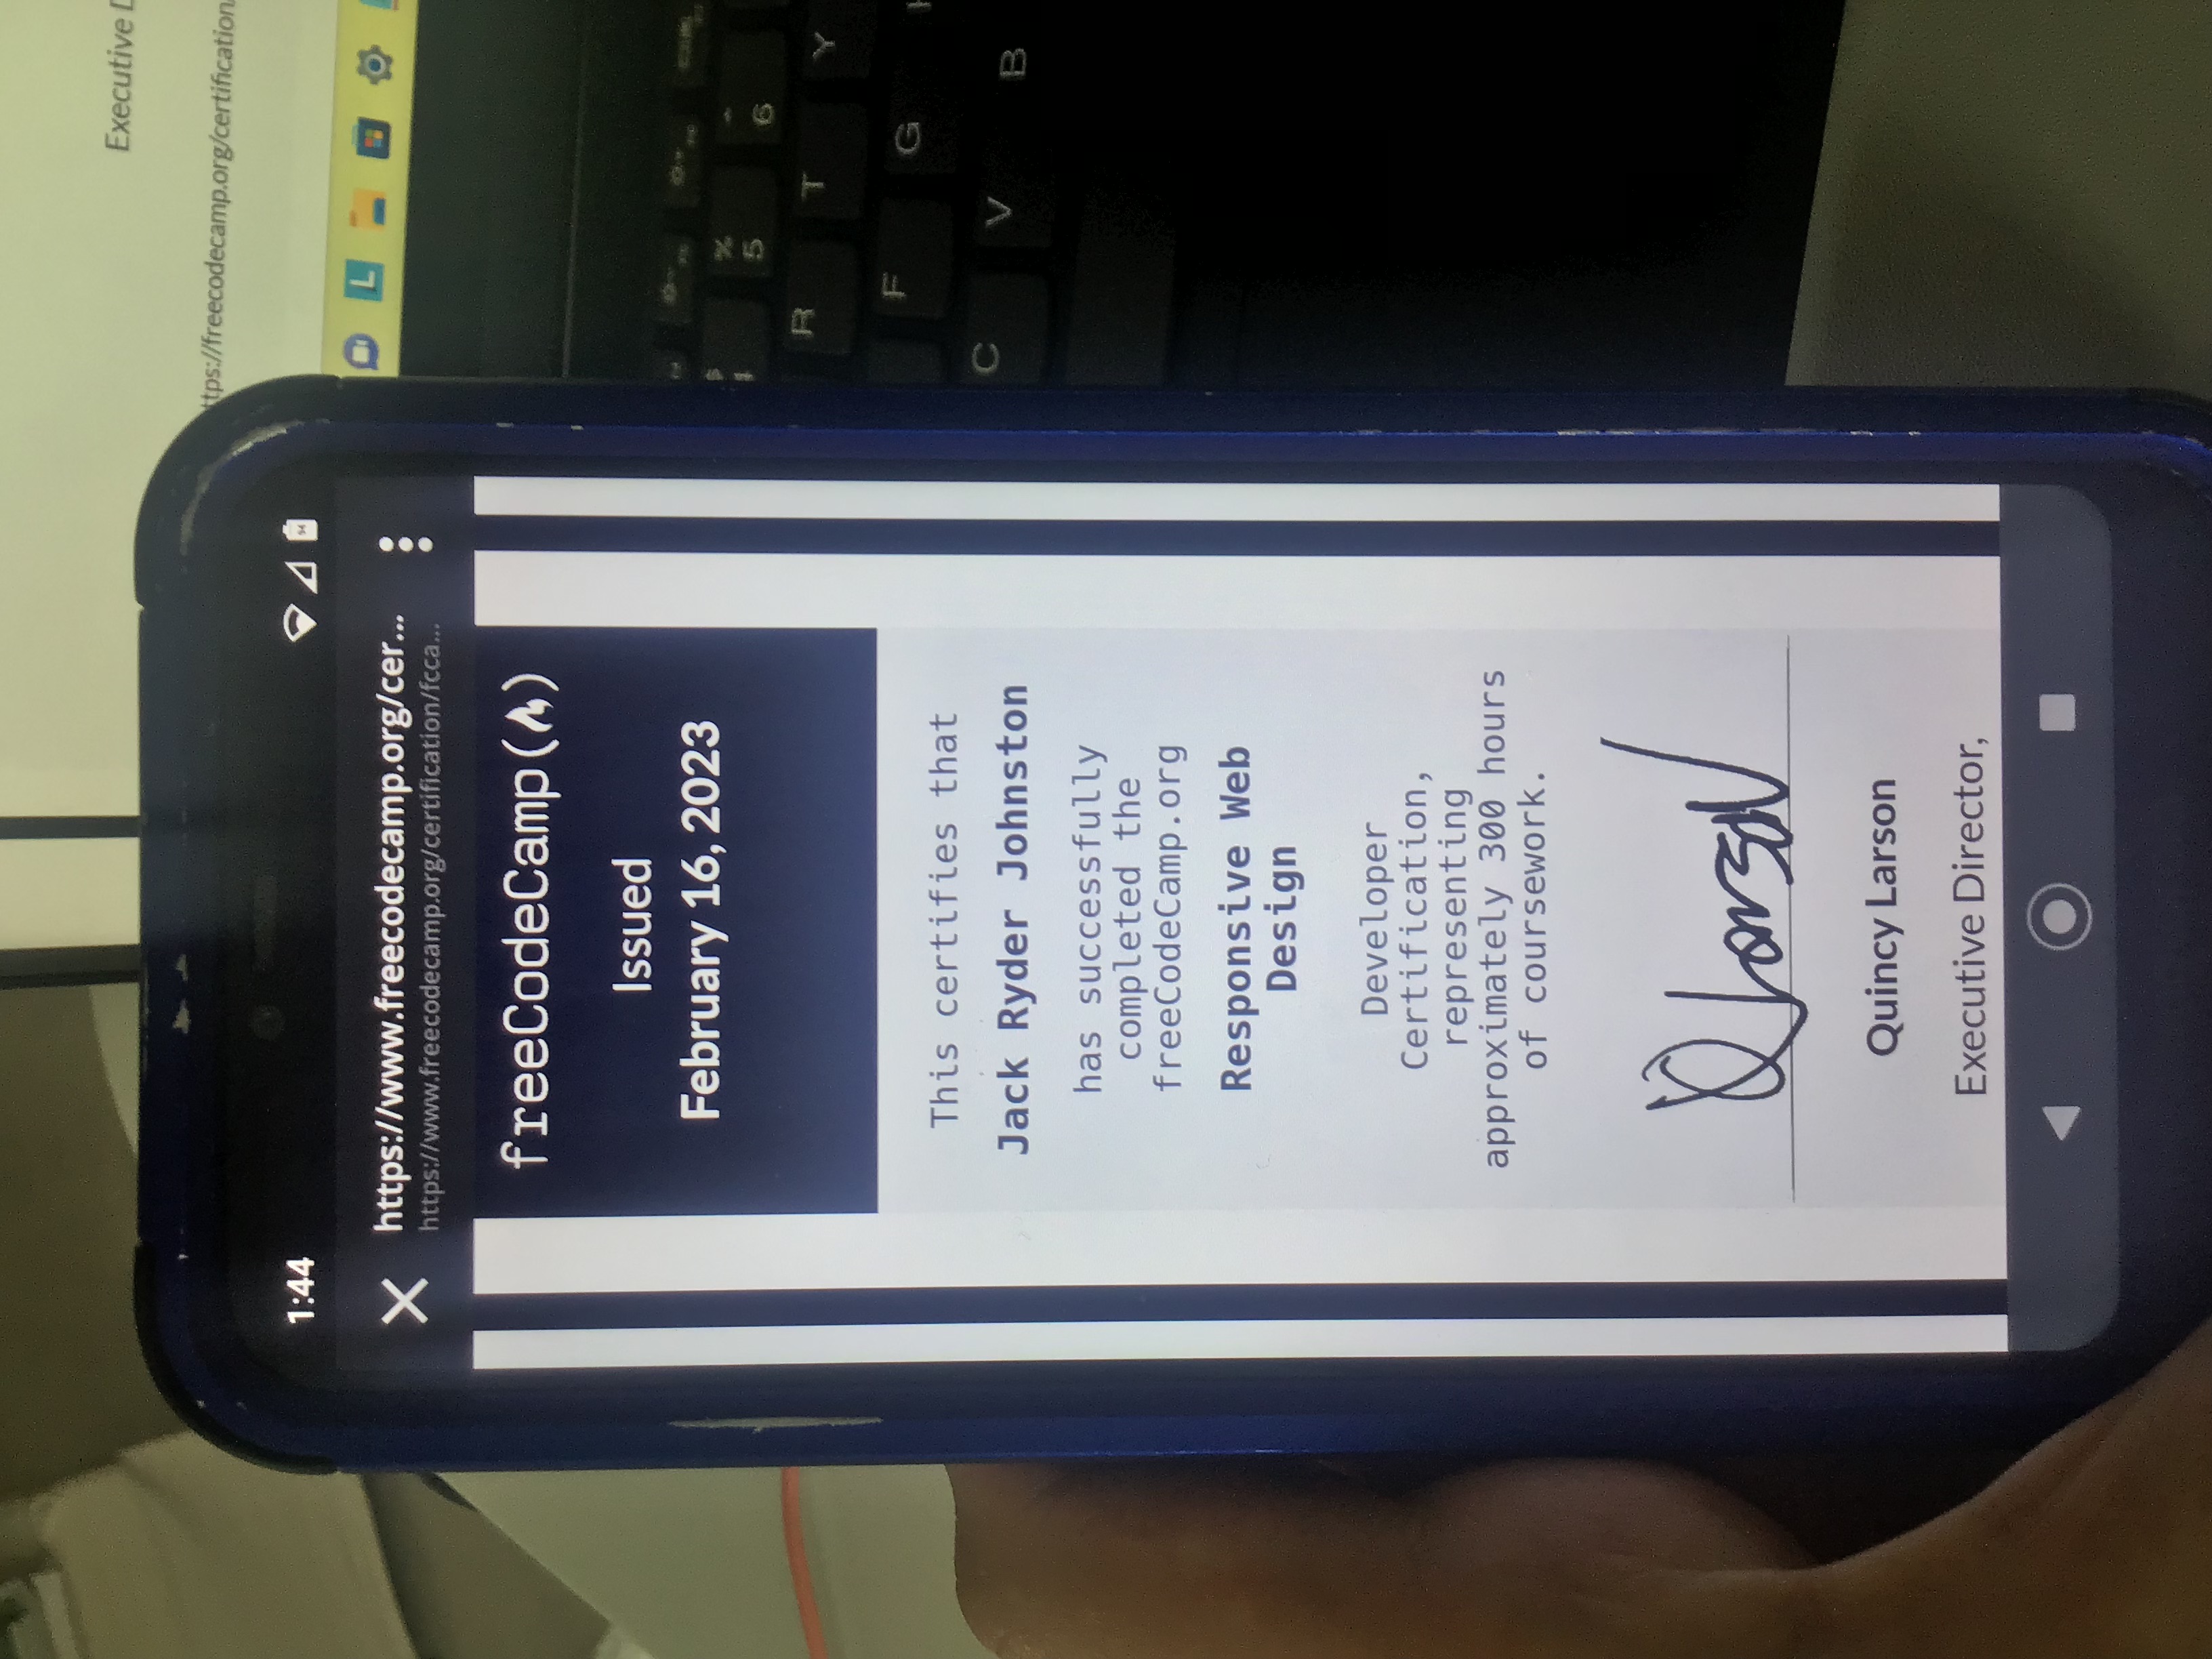 Executive
ttps://freecodecamp.org/certification/
1:44
94
https://www.freecodecamp.org/cer...
https://www.freecodecamp.org/certification/fcca...
freeCodeCamp(🔥)
Issued
February 16, 2023
This certifies that
Jack Ryder Johnston
has successfully
completed the
freeCodeCamp.org
Responsive Web
Design
Developer
Certification,
representing
approximately 300 hours
of coursework.
QLarson
Quincy Larson
Executive Director,
L
% ^
5 6
R T Y
F G
C V B